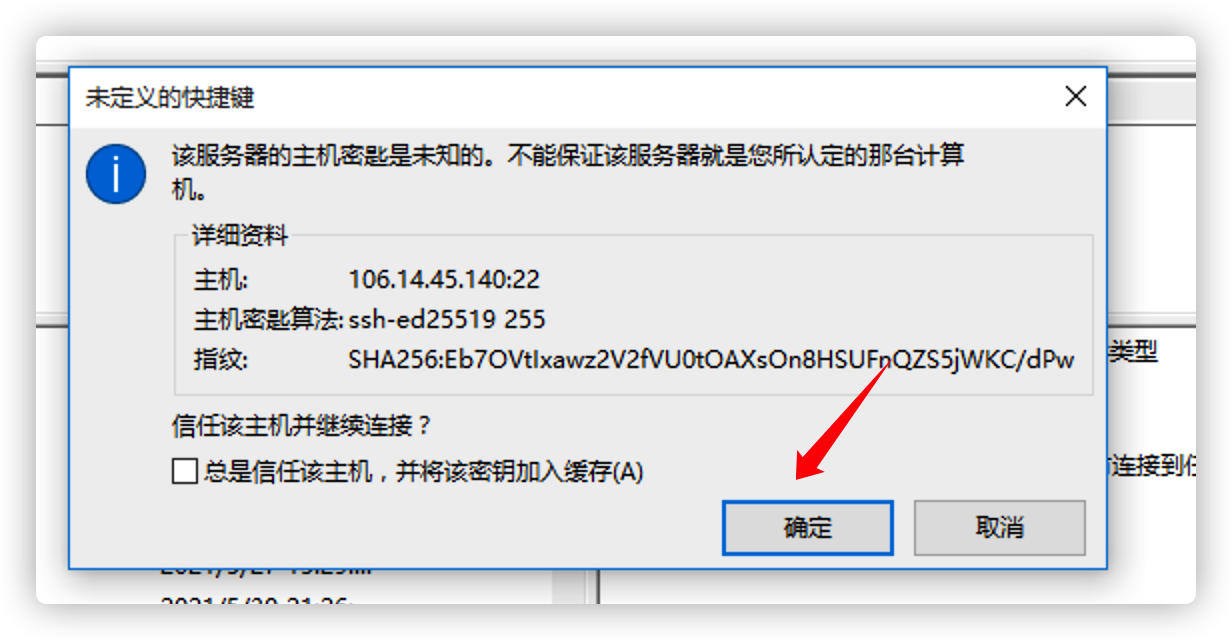 未定义的快捷键
该服务器的主机密匙是未知的。不能保证该服务器就是您所认定的那台计算
机。
详细资料
主机: 106.14.45.140:22
主机密匙算法: ssh-ed25519 255
指纹: SHA256:Eb7OVtIxawz2V2fVU0tOAXsOn8HSUFnQZS5jWKC/dPw
类型
信任该主机并继续连接？
总是信任该主机，并将该密钥加入缓存(A)
连接到任
确定 取消